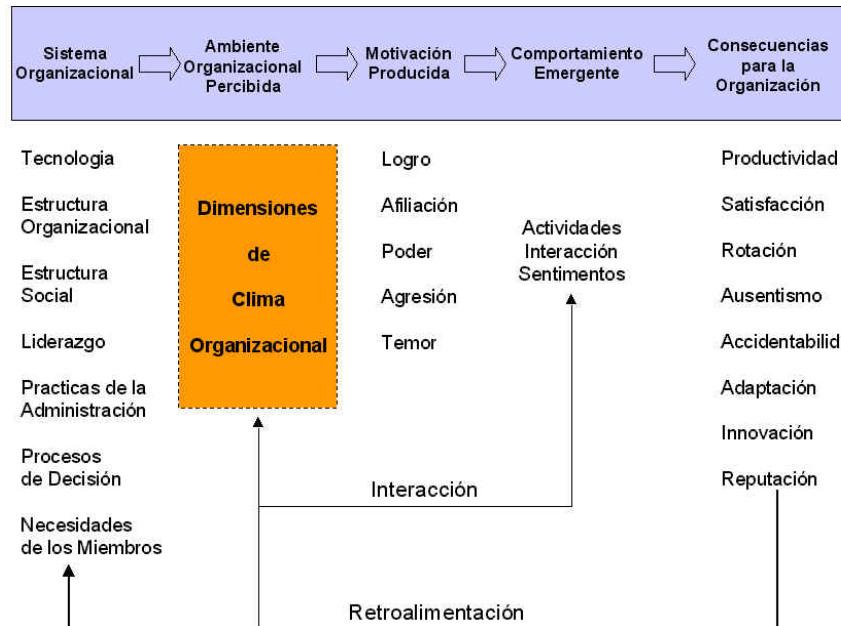 Sistema
Organizacional
Ambiente
Organizacional
Percibida
Motivación
Producida
Comportamiento
Emergente
Consecuencias
para la
Organización
Tecnologia
Estructura
Organizacional
Estructura
Social
Liderazgo
Practicas de la
Administración
Procesos
de Decisión
Necesidades
de los Miembros
Dimensiones
de
Clima
Organizacional
Logro
Afiliación
Poder
Agresión
Temor
Actividades
Interacción
Sentimentos
Productividad
Satisfacción
Rotación
Ausentismo
Accidentabilid
Adaptación
Innovación
Reputación
Interacción
Retroalimentación